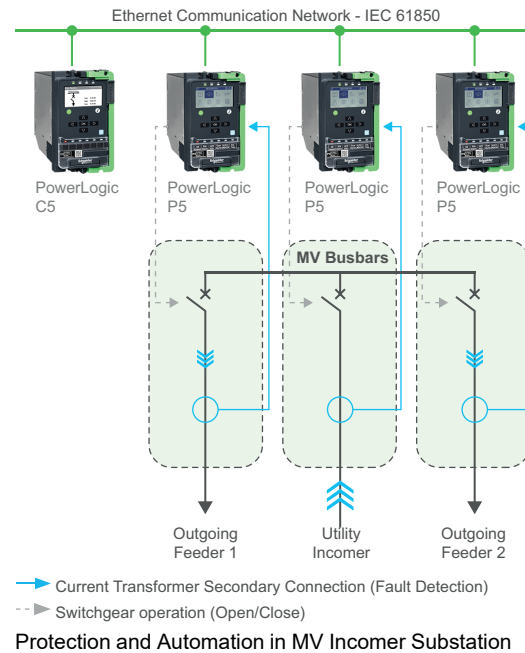 Ethernet Communication Network - IEC 61850
PowerLogic
C5
PowerLogic
P5
PowerLogic
P5
PowerLogic
P5
MV Busbars
Outgoing
Feeder 1
Utility
Incomer
Outgoing
Feeder 2
Current Transformer Secondary Connection (Fault Detection)
Switchgear operation (Open/Close)
Protection and Automation in MV Incomer Substation